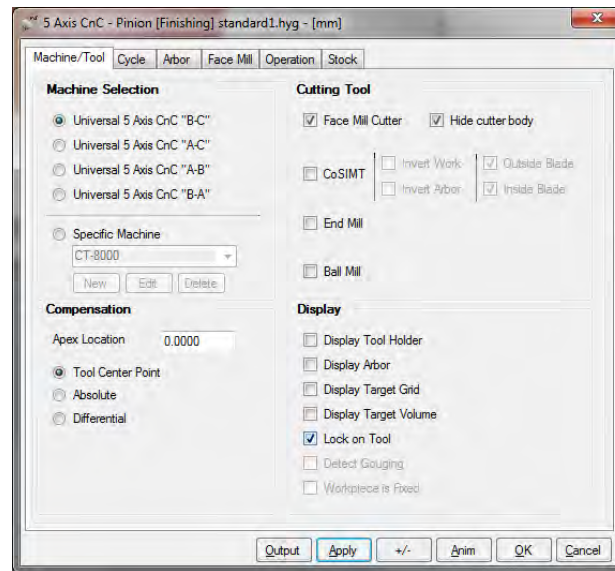 5 Axis CnC - Pinion [Finishing] standard1.hyg - [mm]
Machine/Tool Cycle Arbor Face Mill Operation Stock
Machine Selection
Universal 5 Axis CnC "B-C"
Universal 5 Axis CnC "A-C"
Universal 5 Axis CnC "A-B"
Universal 5 Axis CnC "B-A"
Specific Machine
CT-8000
New Edit Delete
Compensation
Apex Location 0.0000
Tool Center Point
Absolute
Differential
Cutting Tool
Face Mill Cutter Hide cutter body
CoSIMT Invert Work Outside Blade
Invert Arbor Inside Blade
End Mill
Ball Mill
Display
Display Tool Holder
Display Arbor
Display Target Grid
Display Target Volume
Lock on Tool
Detect Gouging
Workpiece is Fixed
Output Apply +/- Anim OK Cancel